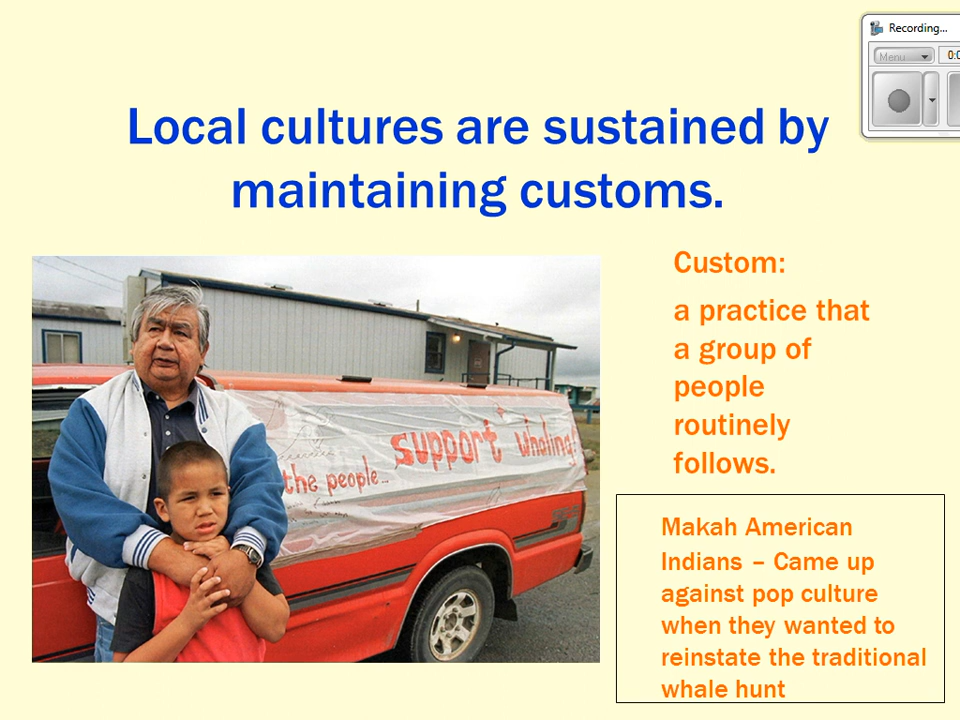 Recording...
Menu
Local cultures are sustained by
maintaining customs.
Custom:
a practice that
a group of
people
routinely
follows.
the people...
support whaling!
Makah American
Indians – Came up
against pop culture
when they wanted to
reinstate the traditional
whale hunt